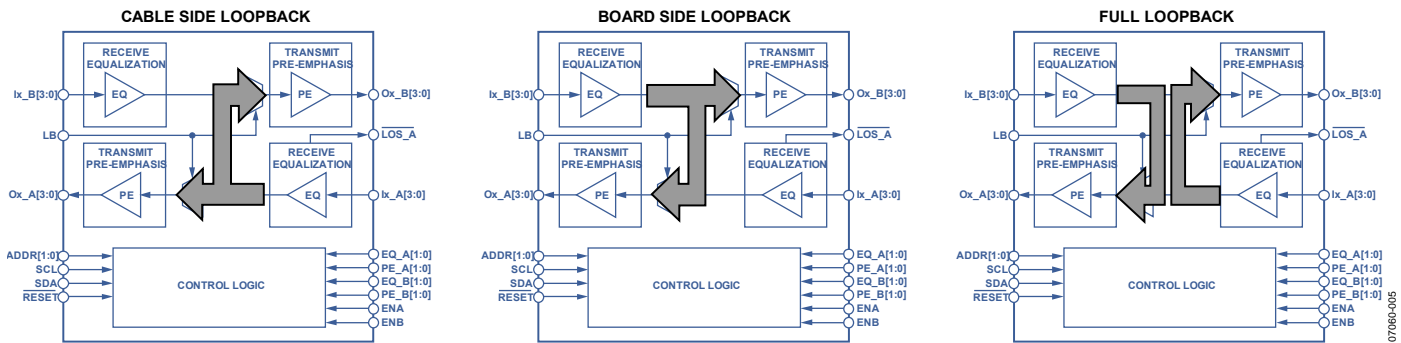 CABLE SIDE LOOPBACK
RECEIVE
EQUALIZATION
TRANSMIT
PRE-EMPHASIS
Ix_B[3:0]
EQ
PE
Ox_B[3:0]
LB
LOS_A
TRANSMIT
PRE-EMPHASIS
RECEIVE
EQUALIZATION
Ox_A[3:0]
PE
EQ
Ix_A[3:0]
ADDR[1:0]
SCL
SDA
RESET
CONTROL LOGIC
EQ_A[1:0]
PE_A[1:0]
EQ_B[1:0]
PE_B[1:0]
ENA
ENB
BOARD SIDE LOOPBACK
RECEIVE
EQUALIZATION
TRANSMIT
PRE-EMPHASIS
Ix_B[3:0]
EQ
PE
Ox_B[3:0]
LB
LOS_A
TRANSMIT
PRE-EMPHASIS
RECEIVE
EQUALIZATION
Ox_A[3:0]
PE
EQ
Ix_A[3:0]
ADDR[1:0]
SCL
SDA
RESET
CONTROL LOGIC
EQ_A[1:0]
PE_A[1:0]
EQ_B[1:0]
PE_B[1:0]
ENA
ENB
FULL LOOPBACK
RECEIVE
EQUALIZATION
TRANSMIT
PRE-EMPHASIS
Ix_B[3:0]
EQ
PE
Ox_B[3:0]
LB
LOS_A
TRANSMIT
PRE-EMPHASIS
RECEIVE
EQUALIZATION
Ox_A[3:0]
PE
EQ
Ix_A[3:0]
ADDR[1:0]
SCL
SDA
RESET
CONTROL LOGIC
EQ_A[1:0]
PE_A[1:0]
EQ_B[1:0]
PE_B[1:0]
ENA
ENB
07060-005